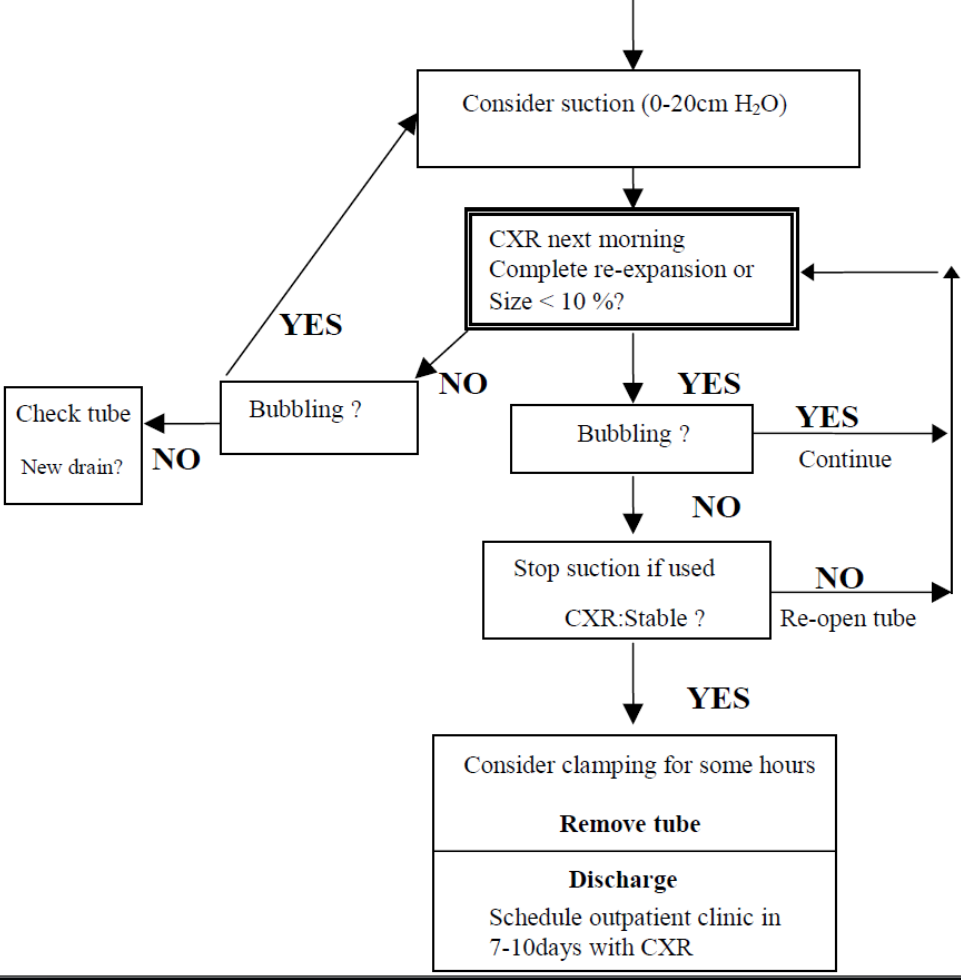 Consider suction (0-20cm H₂O)
CXR next morning
Complete re-expansion or
Size < 10 %?
YES
NO
YES
Bubbling ?
Check tube
New drain?
NO
Bubbling ?
YES
Continue
NO
Stop suction if used
CXR:Stable ?
NO
Re-open tube
YES
Consider clamping for some hours
Remove tube
Discharge
Schedule outpatient clinic in
7-10days with CXR